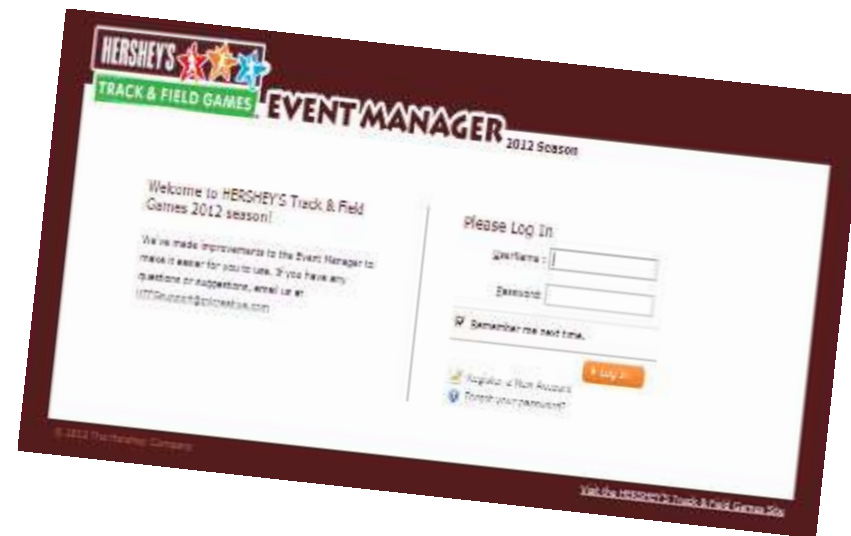 HERSHEY'S
TRACK & FIELD GAMES
EVENT MANAGER
2012 Season
Welcome to HERSHEY'S Track & Field
Games 2012 season!
We've made improvements to the Event Manager to
make it easier for you to use. If you have any
questions or suggestions, email us at
Please Log In
UserName :
Password:
Remember me next time.
Log In
Register a New Account
Forgot your password?
© 2012 The Hershey Company
Visit the HERSHEY'S Track & Field Games Site